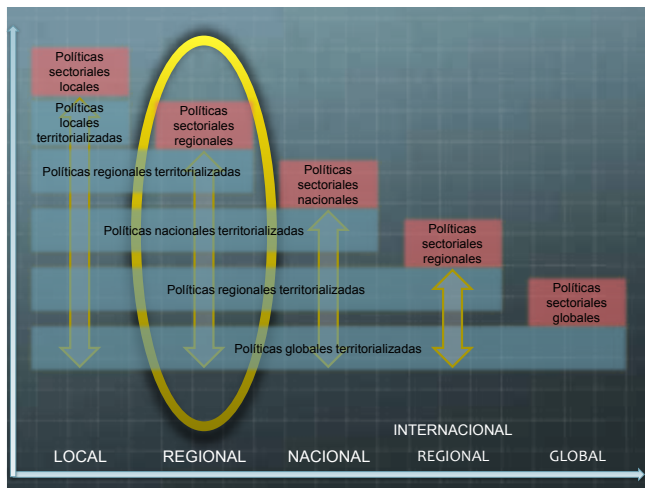 Políticas
sectoriales
locales
Políticas
locales
territorializadas
Políticas
sectoriales
regionales
Políticas regionales territorializadas
Políticas
sectoriales
nacionales
Políticas nacionales territorializadas
Políticas
sectoriales
regionales
Políticas regionales territorializadas
Políticas
sectoriales
globales
Políticas globales territorializadas
INTERNACIONAL
LOCAL REGIONAL NACIONAL REGIONAL GLOBAL